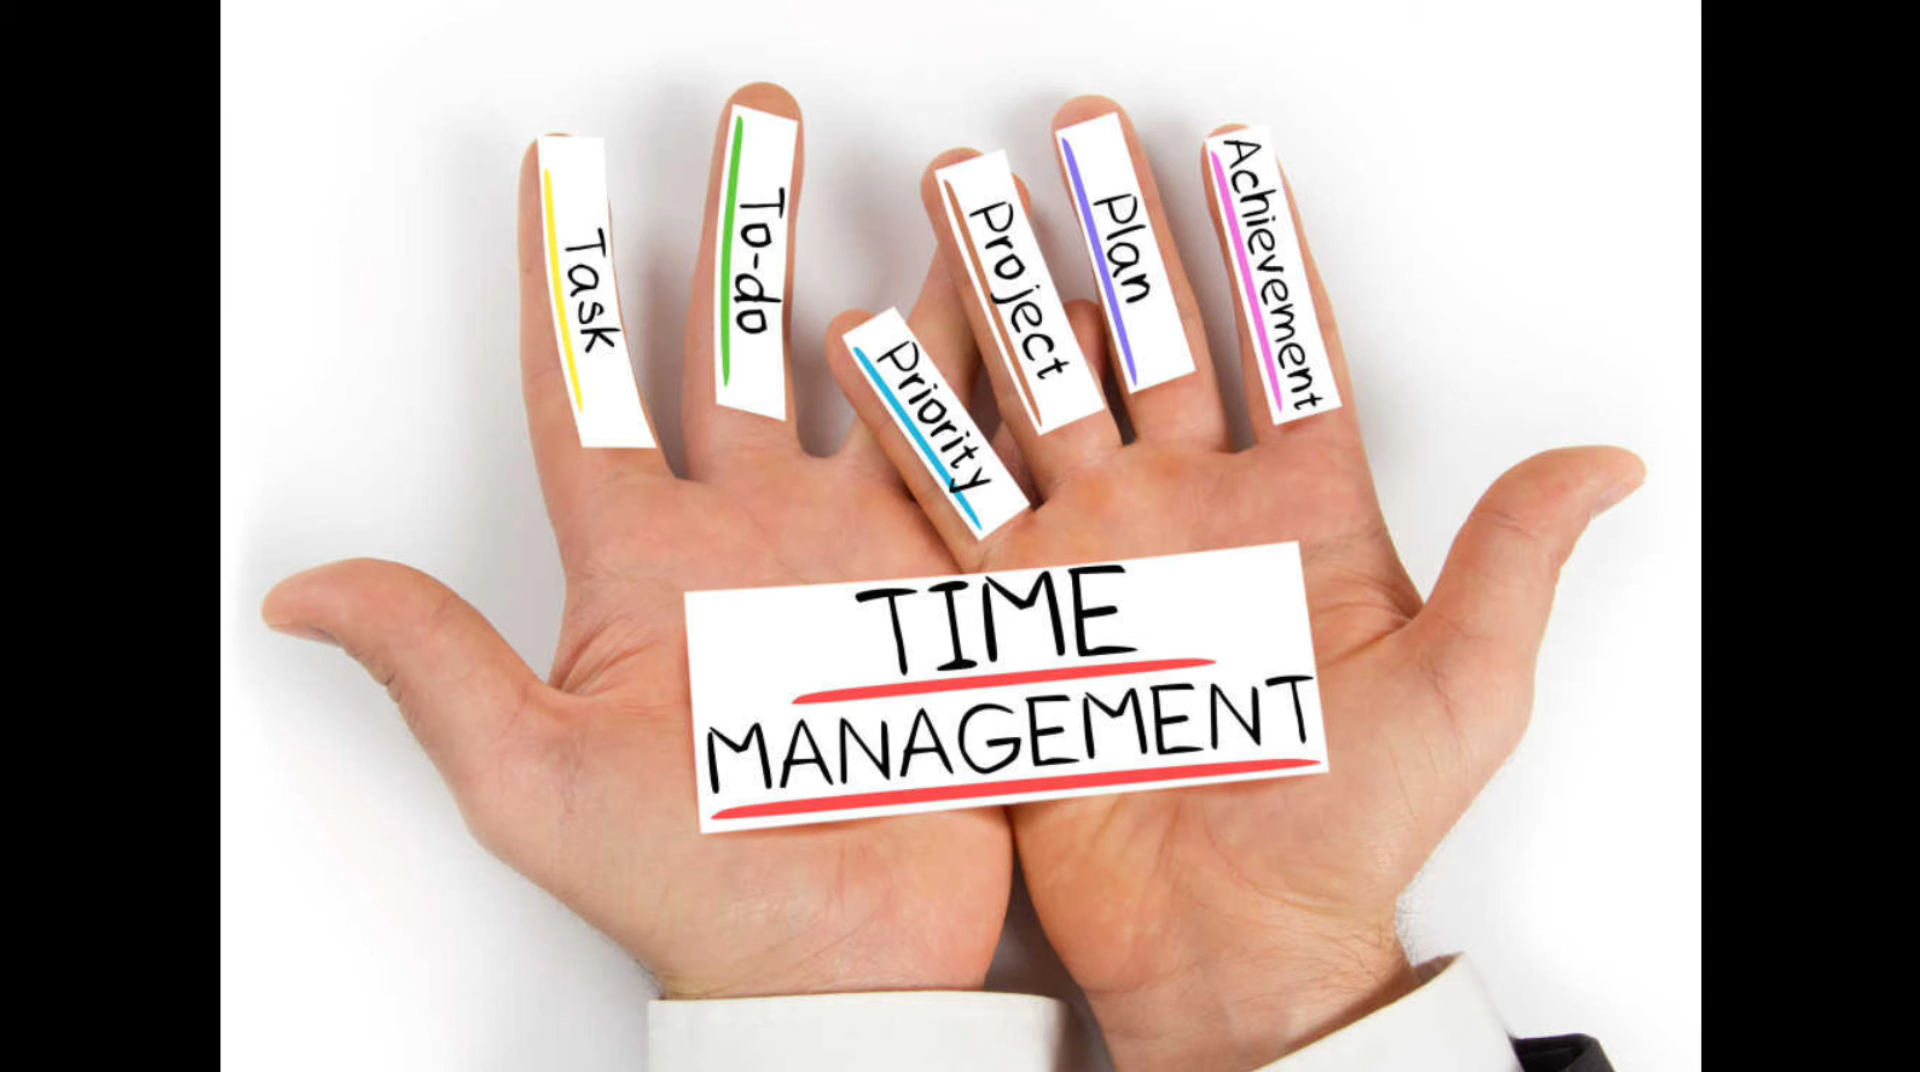 Task
To-do
Priority
Project
Plan
Achievement
TIME
MANAGEMENT